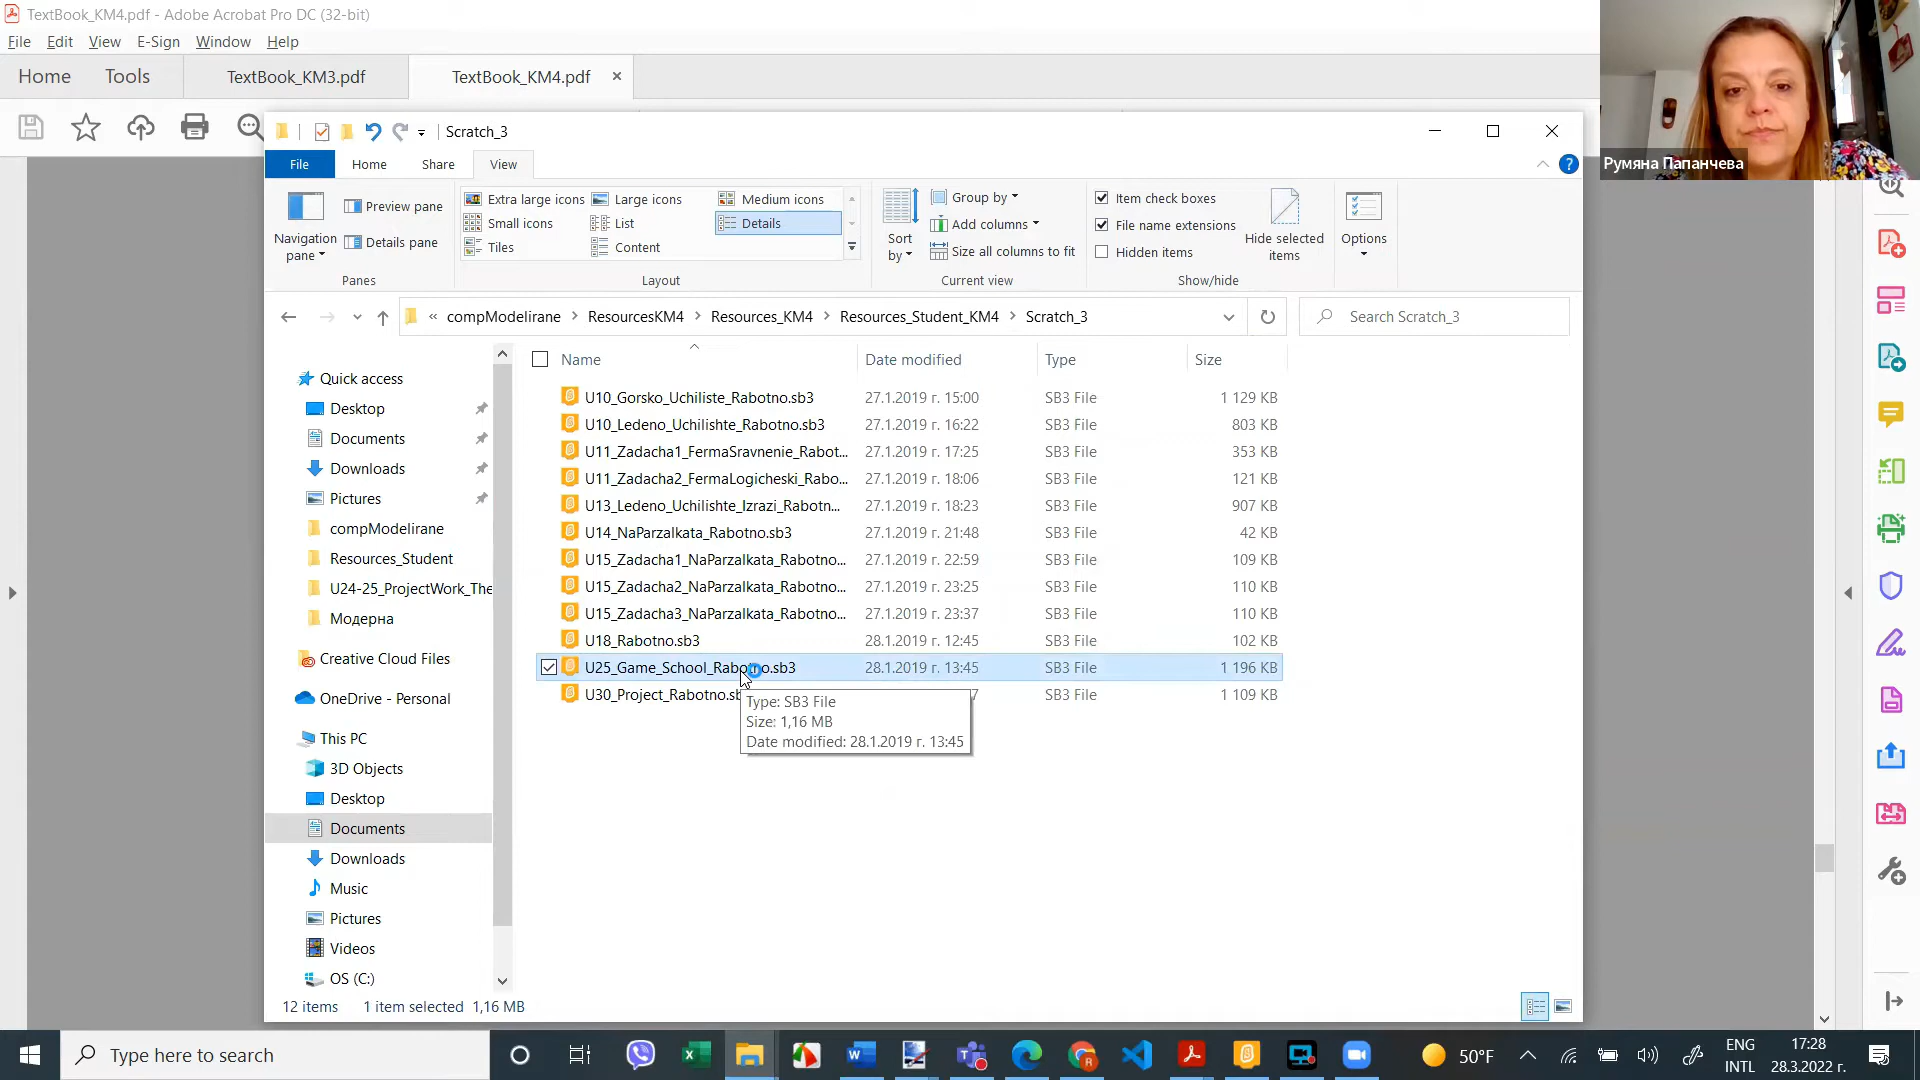 TextBook_KM4.pdf - Adobe Acrobat Pro DC (32-bit)
File Edit View E-Sign Window Help
Home Tools TextBook_KM3.pdf TextBook_KM4.pdf ×
Scratch_3
File Home Share View
Navigation pane
Preview pane
Details pane
Panes
Extra large icons Large icons Medium icons
Small icons List Details
Tiles Content
Layout
Sort by
Group by
Add columns
Size all columns to fit
Current view
Item check boxes
File name extensions
Hidden items
Hide selected items
Show/hide
Options
« compModelirane > ResourcesKM4 > Resources_KM4 > Resources_Student_KM4 > Scratch_3
Search Scratch_3
Name Date modified Type Size
U10_Gorsko_Uchiliste_Rabotno.sb3 27.1.2019 г. 15:00 SB3 File 1 129 KB
U10_Ledeno_Uchilishte_Rabotno.sb3 27.1.2019 г. 16:22 SB3 File 803 KB
U11_Zadacha1_FermaSravnenie_Rabot... 27.1.2019 г. 17:25 SB3 File 353 KB
U11_Zadacha2_FermaLogicheski_Rabo... 27.1.2019 г. 18:06 SB3 File 121 KB
U13_Ledeno_Uchilishte_Izrazi_Rabotn... 27.1.2019 г. 18:23 SB3 File 907 KB
U14_NaParzalkata_Rabotno.sb3 27.1.2019 г. 21:48 SB3 File 42 KB
U15_Zadacha1_NaParzalkata_Rabotno... 27.1.2019 г. 22:59 SB3 File 109 KB
U15_Zadacha2_NaParzalkata_Rabotno... 27.1.2019 г. 23:25 SB3 File 110 KB
U15_Zadacha3_NaParzalkata_Rabotno... 27.1.2019 г. 23:37 SB3 File 110 KB
U18_Rabotno.sb3 28.1.2019 г. 12:45 SB3 File 102 KB
U25_Game_School_Rabotno.sb3 28.1.2019 г. 13:45 SB3 File 1 196 KB
U30_Project_Rabotno.sb 7 SB3 File 1 109 KB
Type: SB3 File
Size: 1,16 MB
Date modified: 28.1.2019 г. 13:45
Quick access
Desktop
Documents
Downloads
Pictures
compModelirane
Resources_Student
U24-25_ProjectWork_The
Модерна
Creative Cloud Files
OneDrive - Personal
This PC
3D Objects
Desktop
Documents
Downloads
Music
Pictures
Videos
OS (C:)
12 items 1 item selected 1,16 MB
Румяна Папанчева
Type here to search
50°F
ENG
INTL
17:28
28.3.2022 г.